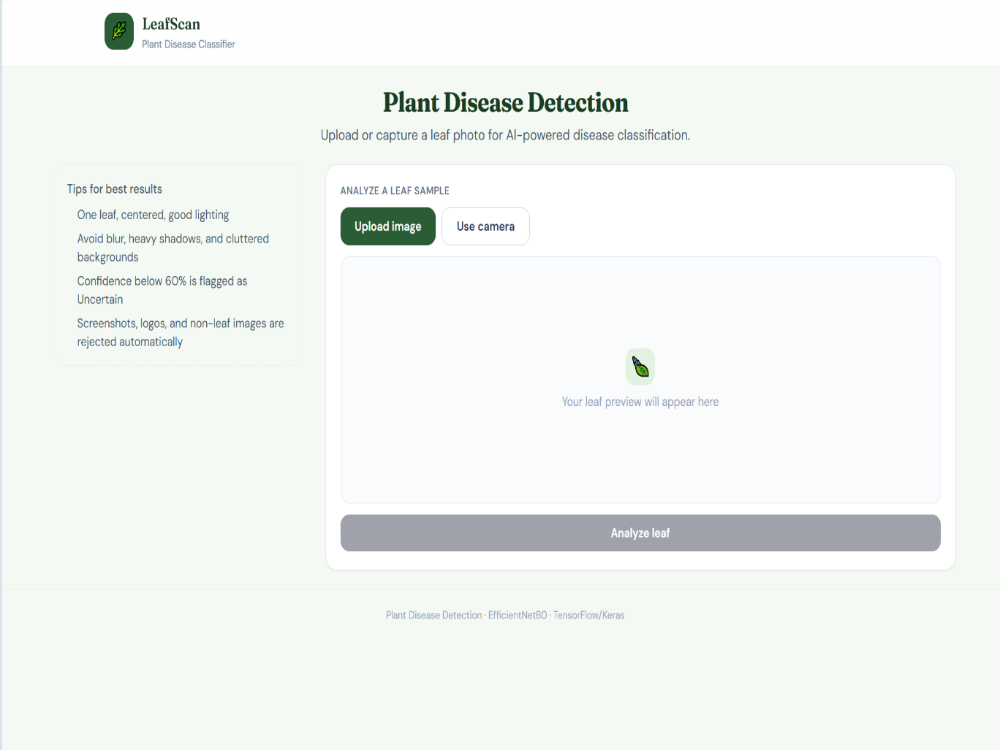 LeafScan
Plant Disease Classifier
Plant Disease Detection
Upload or capture a leaf photo for AI-powered disease classification.
Tips for best results
One leaf, centered, good lighting
Avoid blur, heavy shadows, and cluttered
backgrounds
Confidence below 60% is flagged as
Uncertain
Screenshots, logos, and non-leaf images are
rejected automatically
ANALYZE A LEAF SAMPLE
Upload image
Use camera
Your leaf preview will appear here
Analyze leaf
Plant Disease Detection · EfficientNetB0 · TensorFlow/Keras